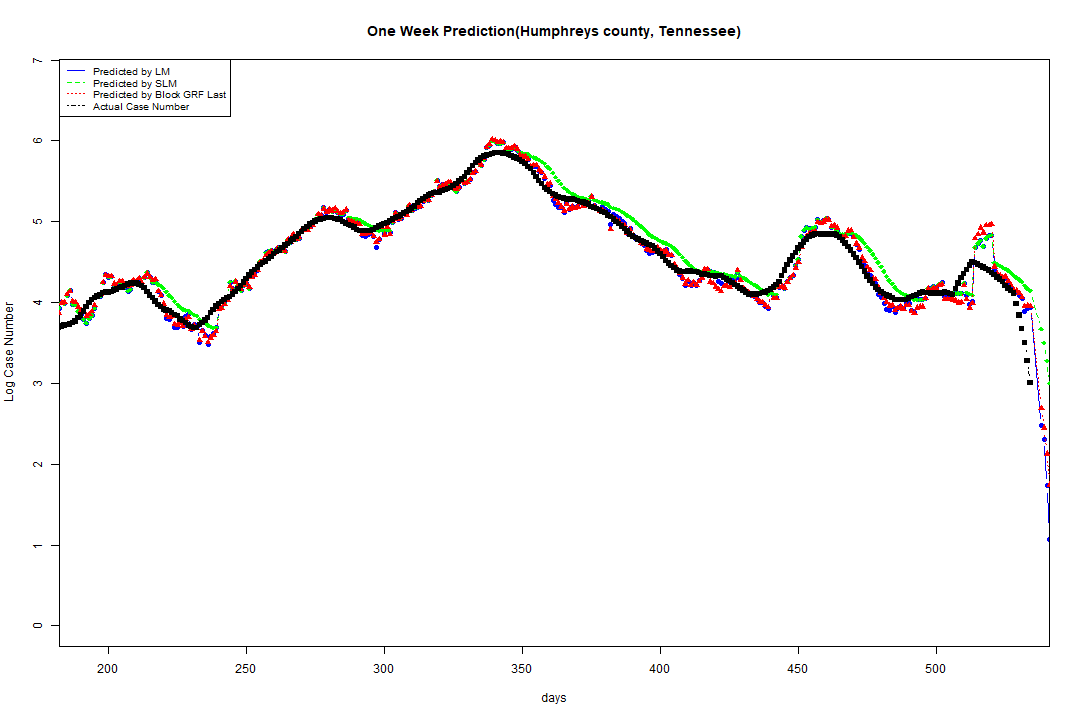 One Week Prediction(Humphreys county, Tennessee)
Predicted by LM
Predicted by SLM
Predicted by Block GRF Last
Actual Case Number
7
6
5
4
3
2
1
0
Log Case Number
200 250 300 350 400 450 500
days